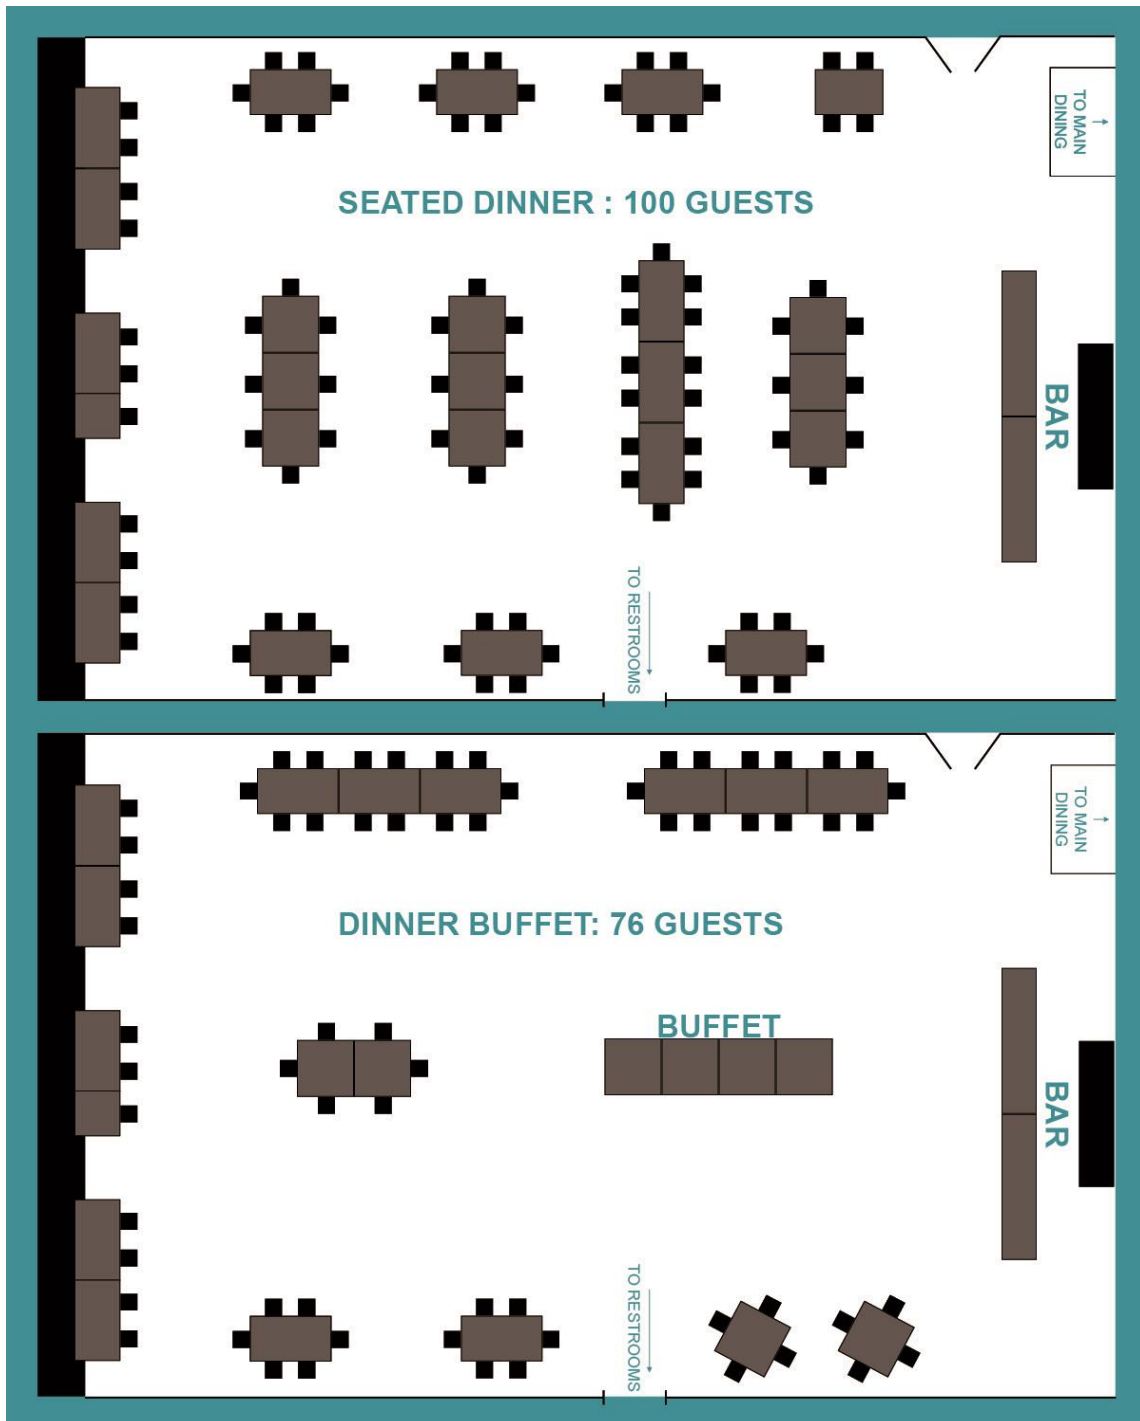 TO MAIN
DINING
SEATED DINNER : 100 GUESTS
BAR
TO RESTROOMS
TO MAIN
DINING
DINNER BUFFET: 76 GUESTS
BUFFET
BAR
TO RESTROOMS